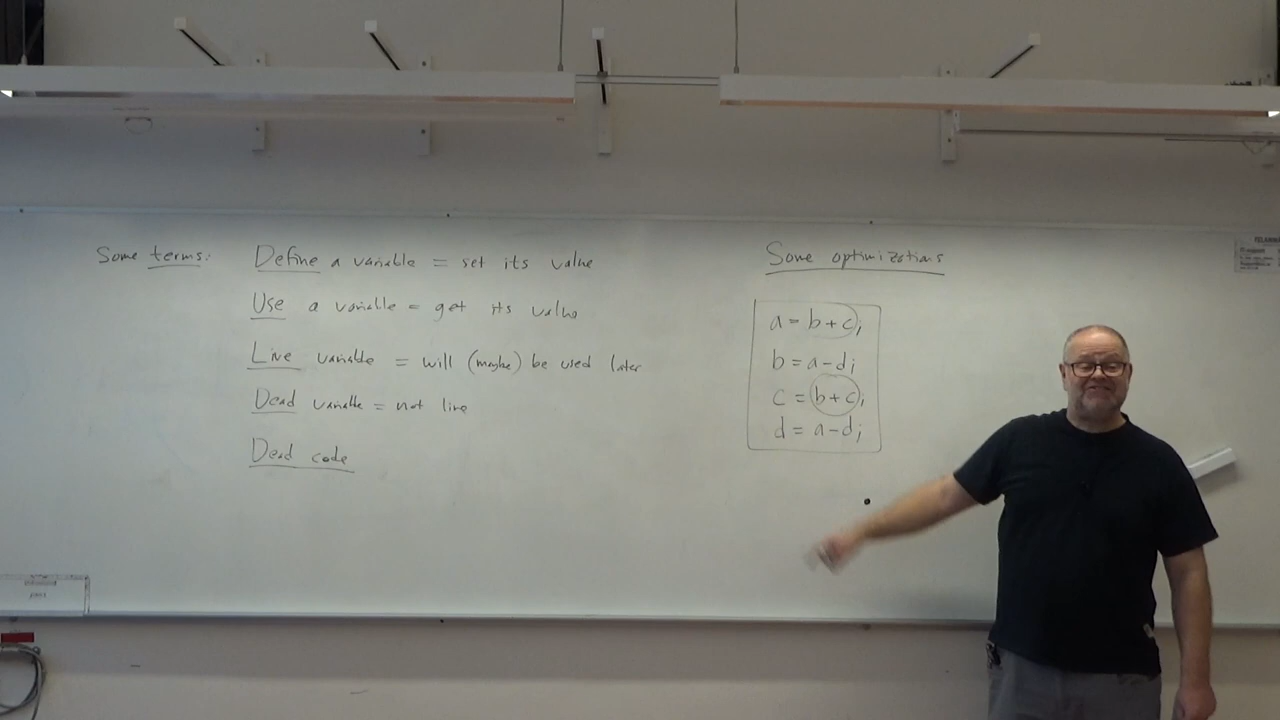 Some terms:
Define a variable = set its value
Use a variable = get its value
Live variable = will (maybe) be used later
Dead variable = not live
Dead code
Some optimizations
a = b + c;
b = a - d;
c = b + c;
d = a - d;